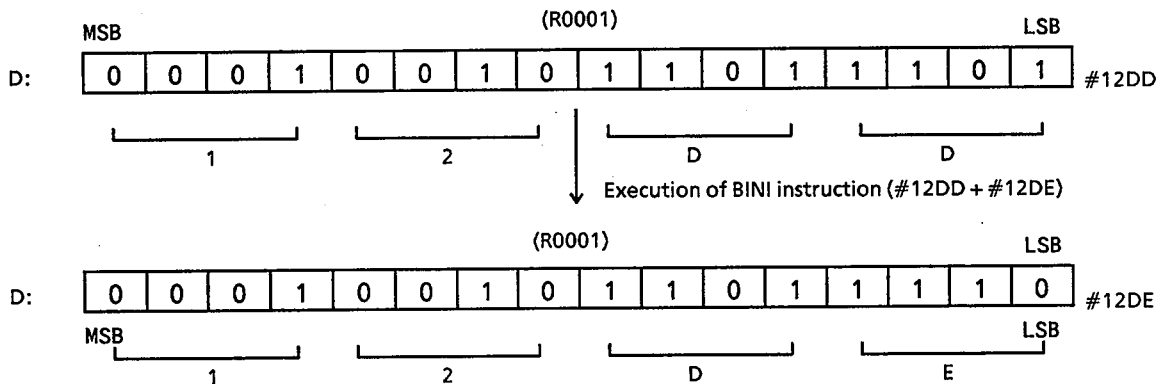 (R0001)
MSB LSB
D: 0 0 0 1 0 0 1 0 1 1 0 1 1 1 0 1 #12DD
1 2 D D
Execution of BINI instruction (#12DD + #12DE)
(R0001)
LSB
D: 0 0 0 1 0 0 1 0 1 1 0 1 1 1 1 0 #12DE
MSB LSB
1 2 D E